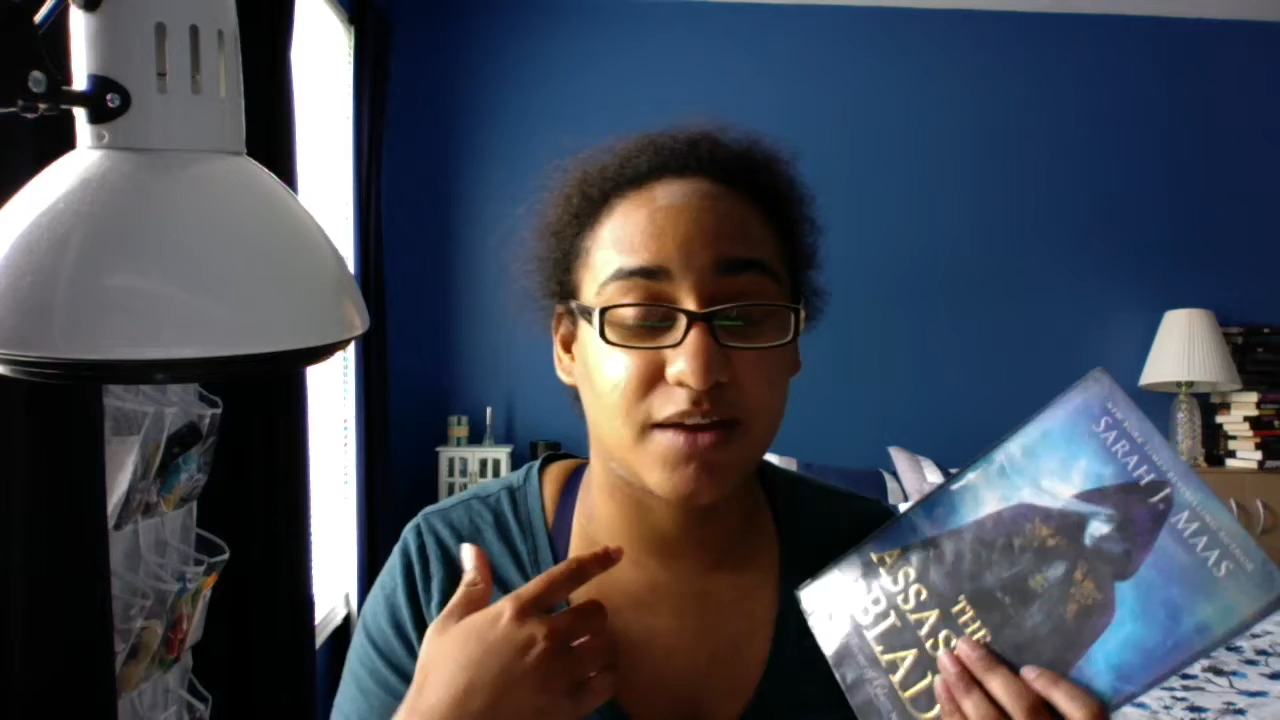 NEW YORK TIMES BESTSELLING AUTHOR
SARAH J. MAAS
THE
ASSAS
BLAD